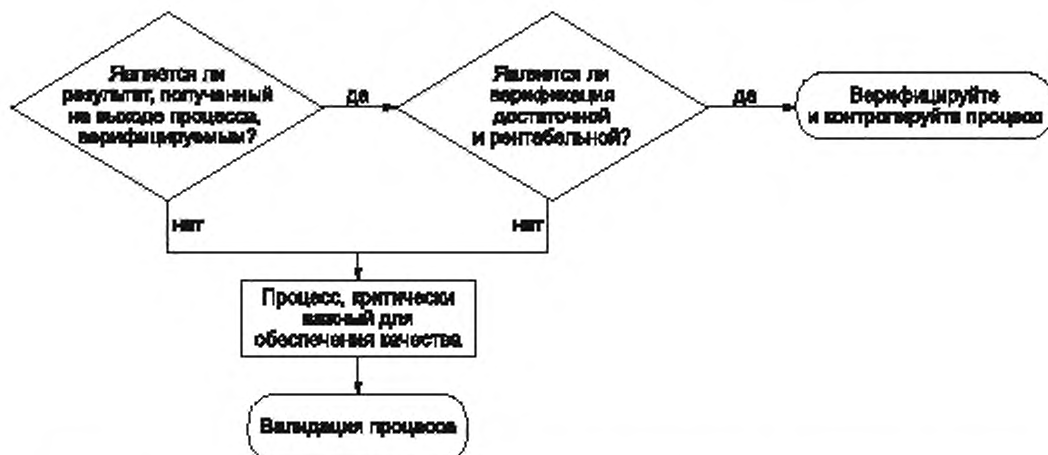 Является ли
результат, полученный
на выходе процесса,
верифицируемым?
да
Является ли
верификация
достаточной
и рентабельной?
да
Верифицируйте
и контролируйте процесс
нет
нет
Процесс, критически
важный для
обеспечения качества
Валидация процесса